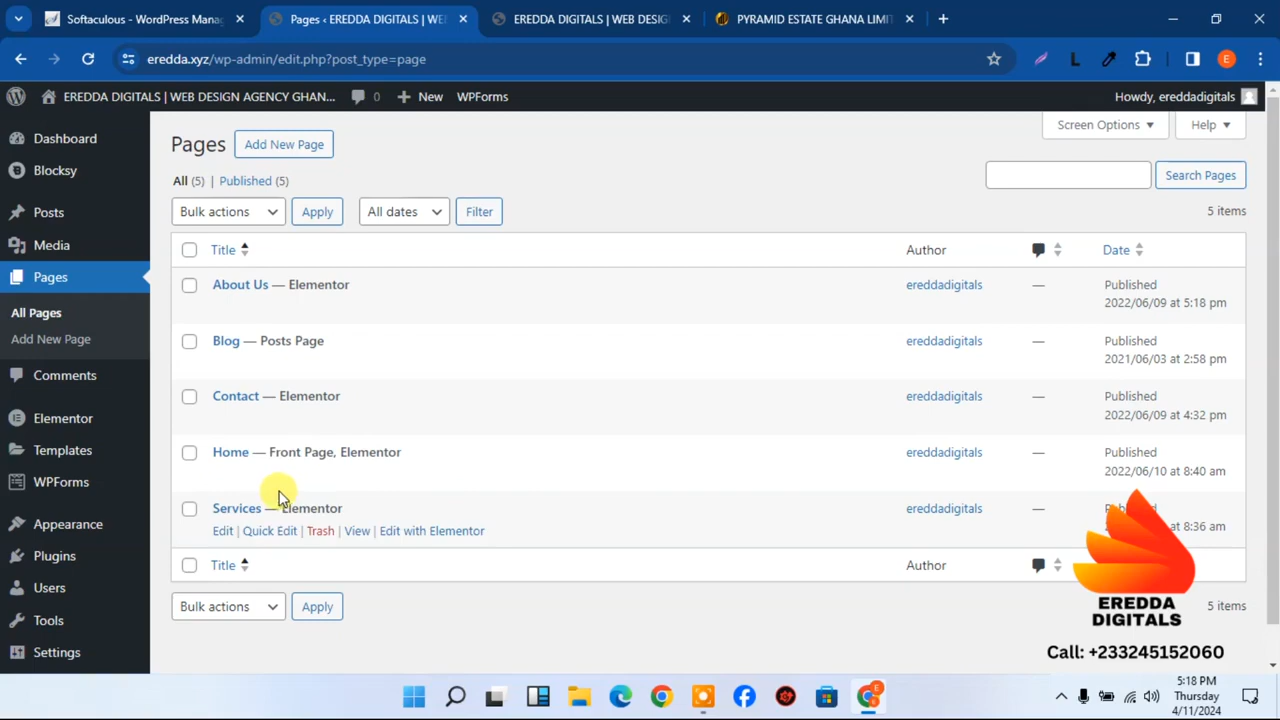 Softaculous - WordPress Mana
Pages ‹ EREDDA DIGITALS | WE
EREDDA DIGITALS | WEB DESIG
PYRAMID ESTATE GHANA LIMIT
eredda.xyz/wp-admin/edit.php?post_type=page
EREDDA DIGITALS | WEB DESIGN AGENCY GHAN...
0
New
WPForms
Howdy, ereddadigitals
Dashboard
Blocksy
Posts
Media
Pages
All Pages
Add New Page
Comments
Elementor
Templates
WPForms
Appearance
Plugins
Users
Tools
Settings
Screen Options
Help
Pages
Add New Page
All (5) | Published (5)
Search Pages
Bulk actions
Apply
All dates
Filter
5 items
Title
Author
Date
About Us — Elementor
ereddadigitals
—
Published
2022/06/09 at 5:18 pm
Blog — Posts Page
ereddadigitals
—
Published
2021/06/03 at 2:58 pm
Contact — Elementor
ereddadigitals
—
Published
2022/06/09 at 4:32 pm
Home — Front Page, Elementor
ereddadigitals
—
Published
2022/06/10 at 8:40 am
Services — Elementor
ereddadigitals
—
8:36 am
Edit | Quick Edit | Trash | View | Edit with Elementor
Title
Author
Bulk actions
Apply
5 items
EREDDA
DIGITALS
Call: +233245152060
L
E
E
5:18 PM
Thursday
4/11/2024